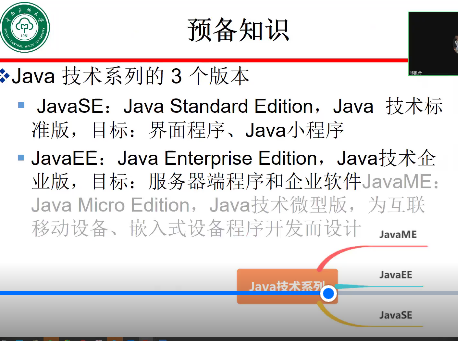 预备知识
Java 技术系列的 3 个版本
JavaSE：Java Standard Edition，Java 技术标
准版，目标：界面程序、Java小程序
JavaEE：Java Enterprise Edition，Java技术企
业版，目标：服务器端程序和企业软件JavaME：
Java Micro Edition，Java技术微型版，为互联
移动设备、嵌入式设备程序开发而设计
JavaME
Java技术系列
JavaEE
JavaSE